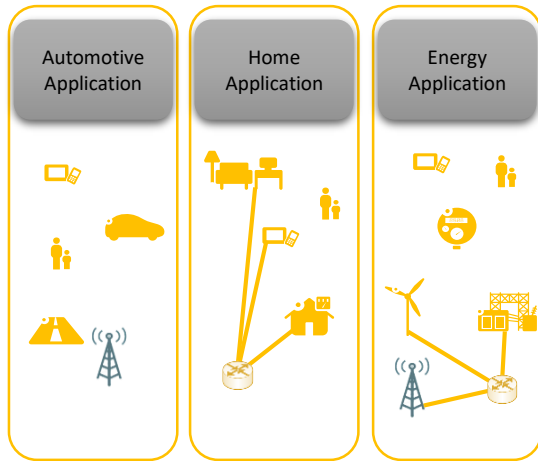 Automotive
Application
Home
Application
Energy
Application